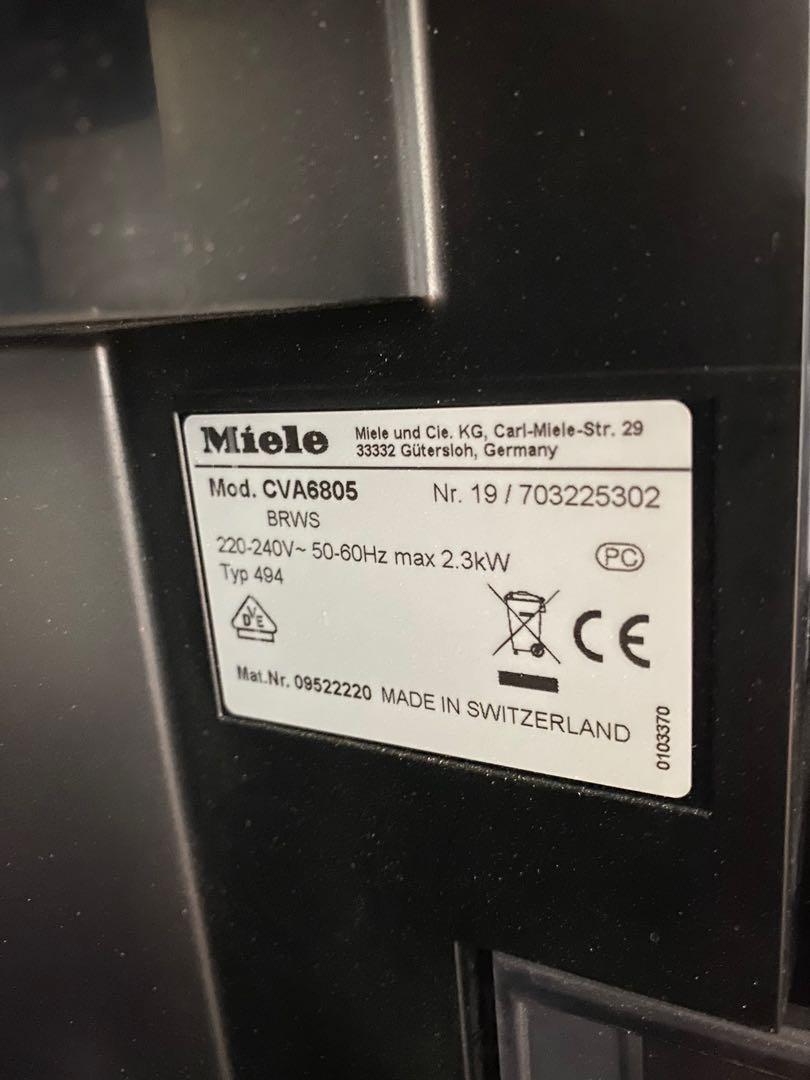 Miele
Miele und Cie. KG, Carl-Miele-Str. 29
33332 Gütersloh, Germany
Mod. CVA6805
Nr. 19 / 703225302
BRWS
220-240V~ 50-60Hz max 2.3kW
PC
Typ 494
DVE
CE
Mat.Nr. 09522220 MADE IN SWITZERLAND
0103370